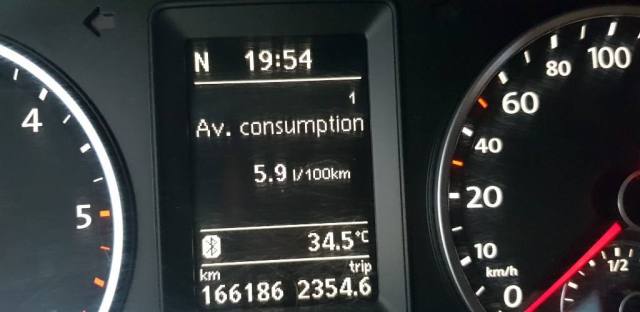 N 19:54
1
Av. consumption
5.9 l/100km
34.5°C
km trip
166186 2354.6
4
5
100
80
60
40
20
10
km/h
0
1/2